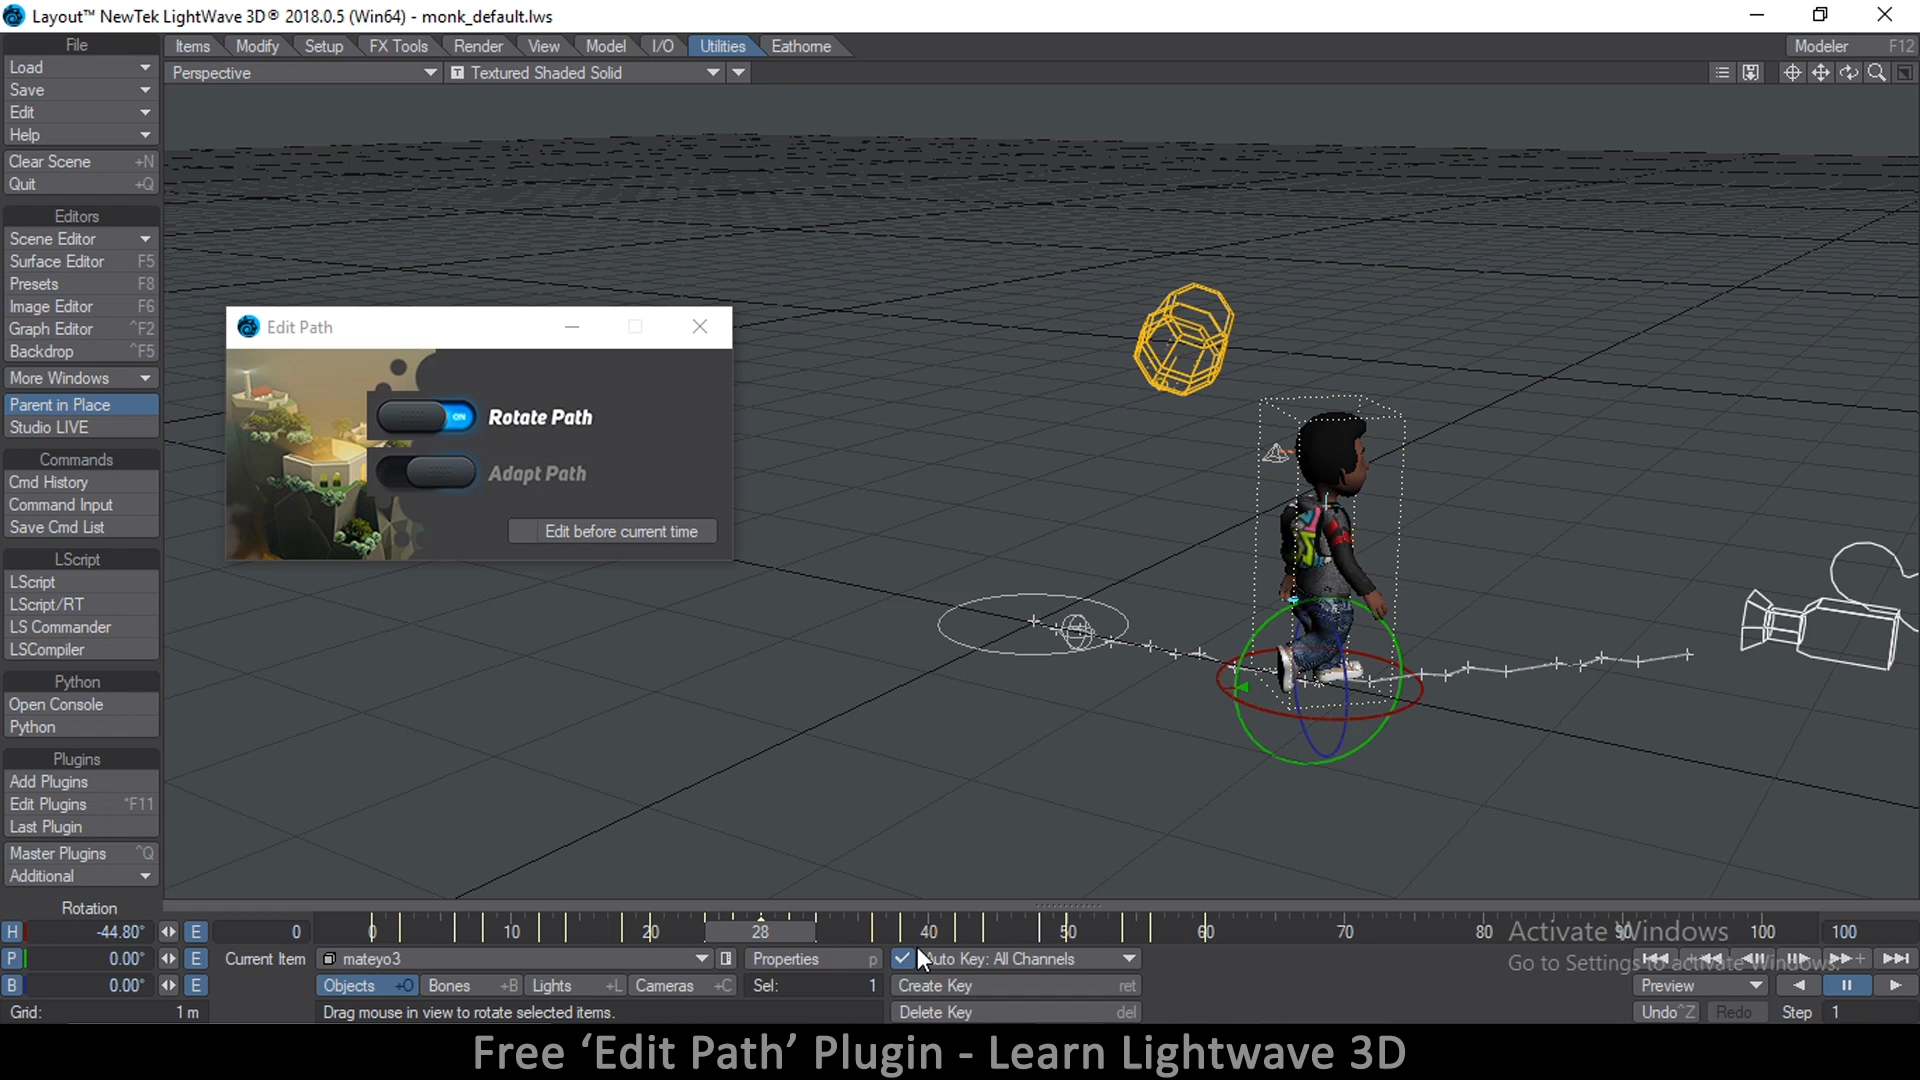 Layout™ NewTek LightWave 3D® 2018.0.5 (Win64) - monk_default.lws
File Items Modify Setup FX Tools Render View Model I/O Utilities Eathome Modeler F12
Load Perspective T Textured Shaded Solid
Save
Edit
Help
Clear Scene +N
Quit +Q
Editors
Scene Editor
Surface Editor F5
Presets F8
Image Editor F6
Graph Editor ^F2
Backdrop ^F5
More Windows
Parent in Place
Studio LIVE
Commands
Cmd History
Command Input
Save Cmd List
LScript
LScript
LScript/RT
LS Commander
LSCompiler
Python
Open Console
Python
Plugins
Add Plugins
Edit Plugins *F11
Last Plugin
Master Plugins ^Q
Additional
Edit Path
ON Rotate Path
Adapt Path
Edit before current time
Rotation
H -44.80° E 0 0 10 20 28 40 50 60 70 80 90 100 100
P 0.00° E Current Item mateyo3 Properties p Auto Key: All Channels
B 0.00° E Objects +O Bones +B Lights +L Cameras +C Sel: 1 Create Key ret Preview
Grid: 1 m Drag mouse in view to rotate selected items. Delete Key del Undo ^Z Redo Step 1
Activate Windows
Go to Settings to activate Windows.
Free ‘Edit Path’ Plugin - Learn Lightwave 3D